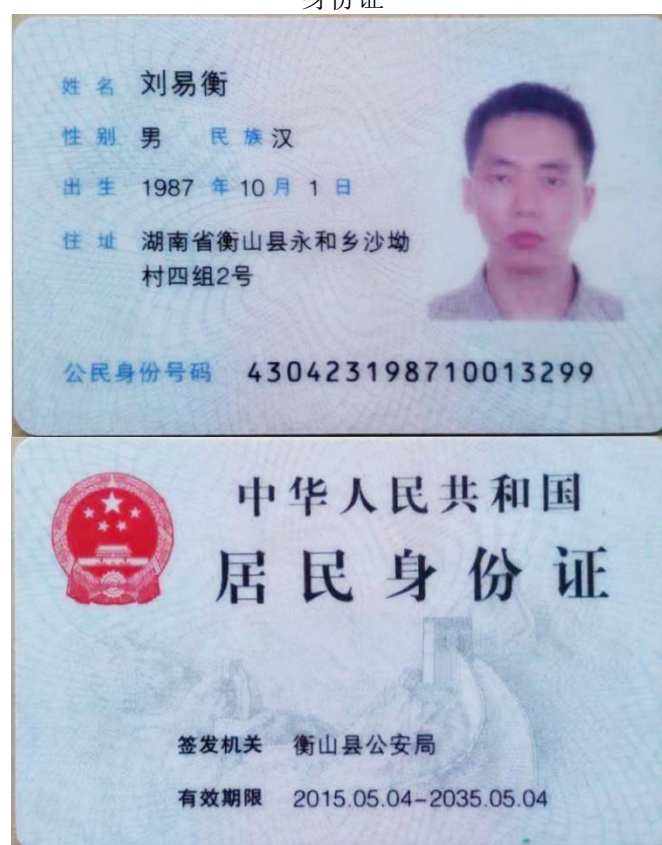 身份证
姓名 刘易衡
性别 男 民族 汉
出生 1987 年 10 月 1 日
住址 湖南省衡山县永和乡沙坳
村四组2号
公民身份号码 430423198710013299
中华人民共和国
居民身份证
签发机关 衡山县公安局
有效期限 2015.05.04-2035.05.04